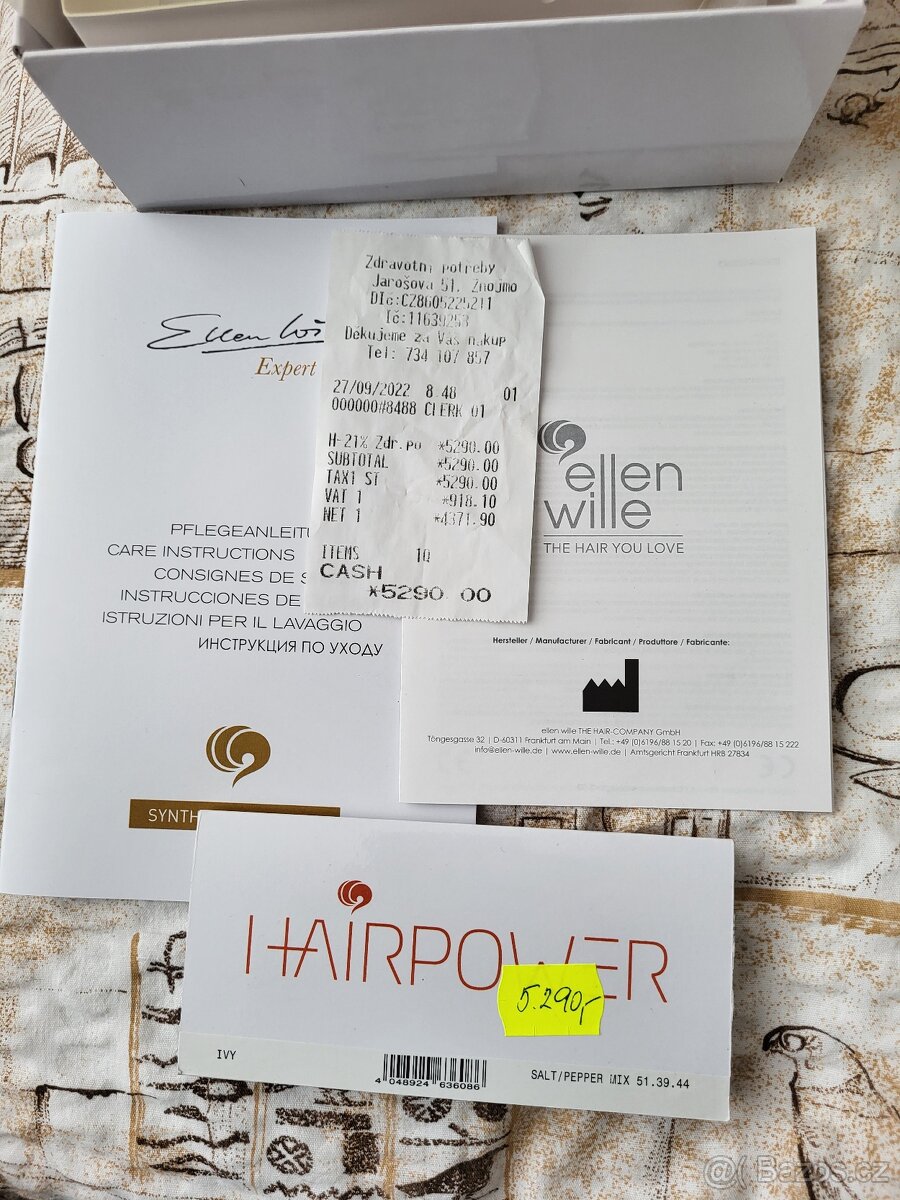 Ellen
Expert
PFLEGEANLEITU
CARE INSTRUCTIONS
CONSIGNES DE S
INSTRUCCIONES DE
ISTRUZIONI PER IL LAVAGGIO
ИНСТРУКЦИЯ ПО УХОДУ
SYNTH
Zdravotni potreby
Jarošova 51, Znojmo
DIc:CZ8605225211
Ič:11639253
Děkujeme za Váš nákup
Tel: 734 107 857
27/09/2022 8.48 01
000000#8488 CLERK 01
H-21% Zdr.po *5290.00
SUBTOTAL *5290.00
TAX1 ST *5290.00
VAT 1 *918.10
NET 1 *4371.90
ITEMS 1Q
CASH
*5290.00
ellen
wille
THE HAIR YOU LOVE
Hersteller / Manufacturer / Fabricant / Produttore / Fabricante:
ellen wille THE HAIR-COMPANY GmbH
Töngesgasse 32 | D-60311 Frankfurt am Main | Tel.: +49 (0)6196/88 15 20 | Fax: +49 (0)6196/88 15 222
info@ellen-wille.de | www.ellen-wille.de | Amtsgericht Frankfurt HRB 27834
HAIRPOWER
5.290,-
IVY
4 048924 636086
SALT/PEPPER MIX 51.39.44
@( Bazos.cz